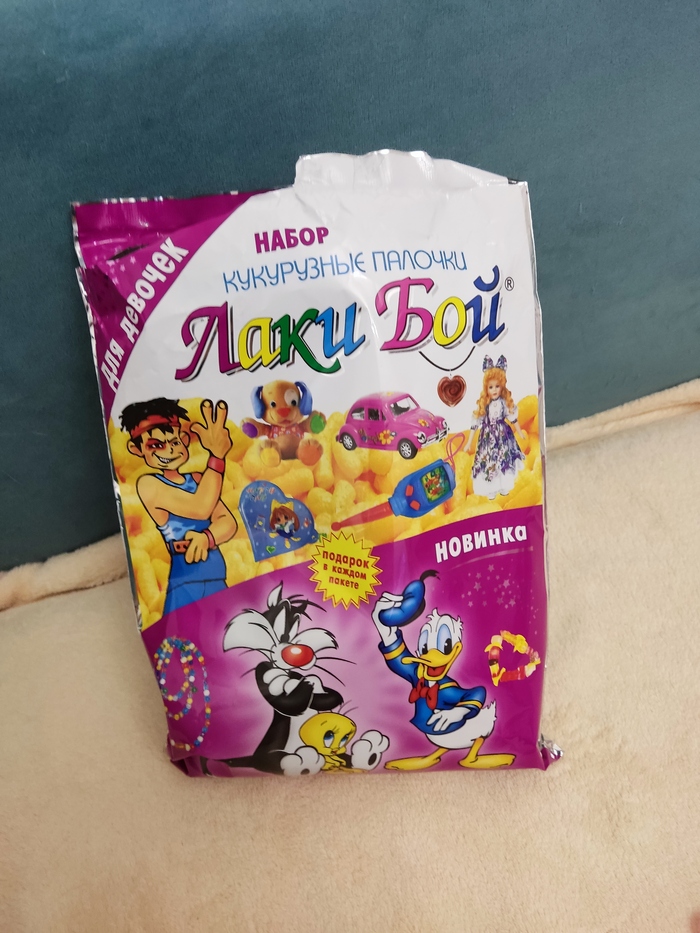 для девочек
НАБОР
КУКУРУЗНЫЕ ПАЛОЧКИ
Лаки Бой®
НОВИНКА
подарок
в каждом
пакете